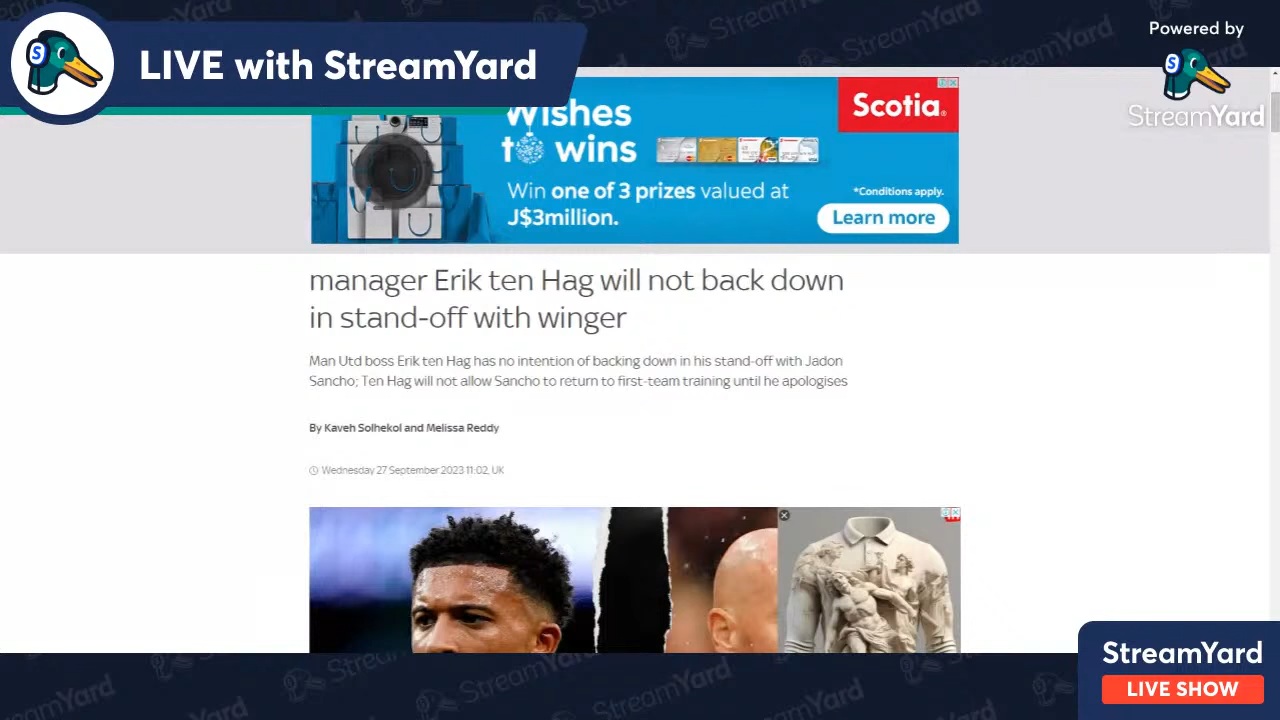 LIVE with StreamYard
Powered by
StreamYard
Wishes
to wins
Win one of 3 prizes valued at
J$3million.
Scotia
*Conditions apply.
Learn more
manager Erik ten Hag will not back down
in stand-off with winger
Man Utd boss Erik ten Hag has no intention of backing down in his stand-off with Jadon
Sancho; Ten Hag will not allow Sancho to return to first-team training until he apologises
By Kaveh Solhekol and Melissa Reddy
Wednesday 27 September 2023 11:02, UK
StreamYard
LIVE SHOW